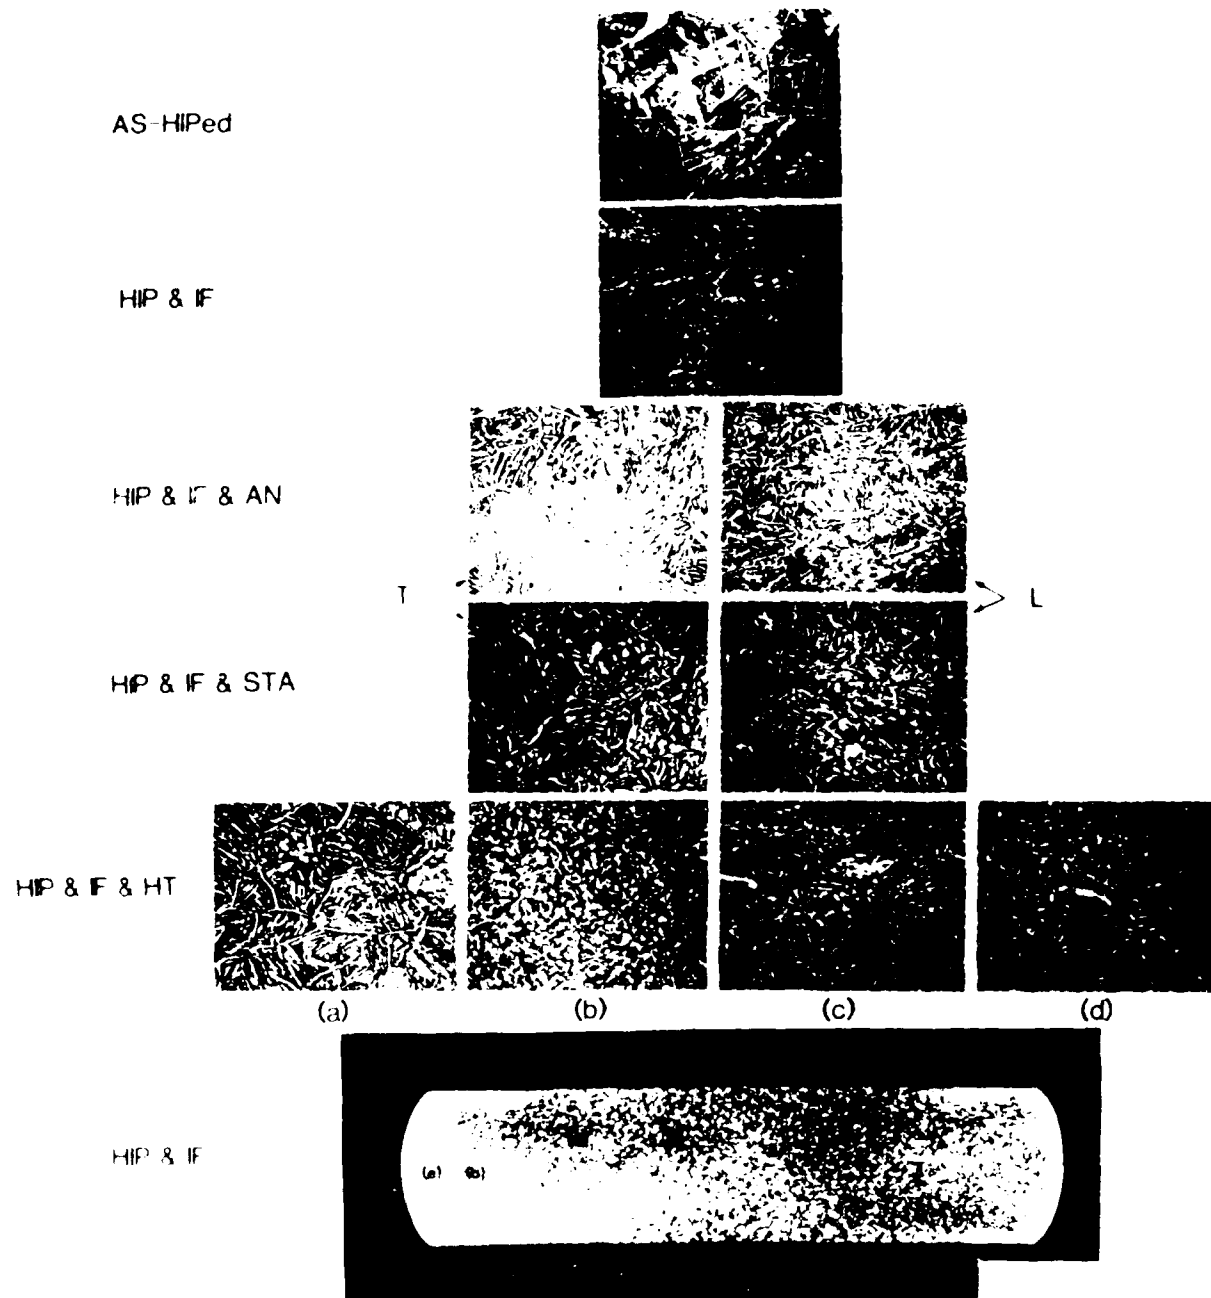 AS-HIPed
HIP & IF
HIP & IF & AN
T
L
HIP & IF & STA
HIP & IF & HT
(a) (b) (c) (d)
HIP & IF
(a) (b)